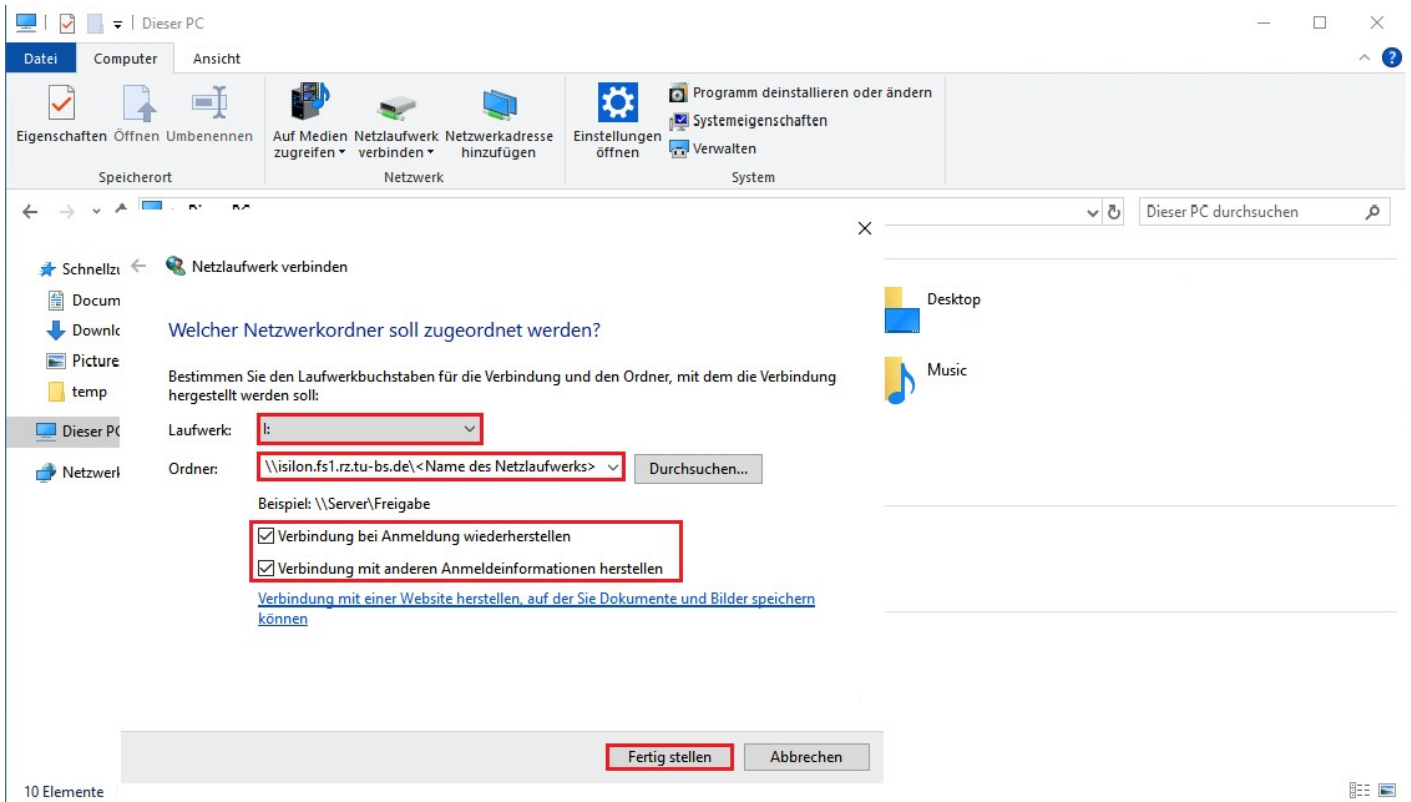 Dieser PC
Datei Computer Ansicht
Eigenschaften Öffnen Umbenennen
Auf Medien zugreifen
Netzlaufwerk verbinden
Netzwerkadresse hinzufügen
Einstellungen öffnen
Programm deinstallieren oder ändern
Systemeigenschaften
Verwalten
Speicherort Netzwerk System
Dieser PC durchsuchen
Schnellzu
Docum
Downlo
Picture
temp
Dieser PC
Netzwerk
Netzlaufwerk verbinden
Welcher Netzwerkordner soll zugeordnet werden?
Bestimmen Sie den Laufwerkbuchstaben für die Verbindung und den Ordner, mit dem die Verbindung
hergestellt werden soll:
Laufwerk: I:
Ordner: \\isilon.fs1.rz.tu-bs.de\<Name des Netzlaufwerks> Durchsuchen...
Beispiel: \\Server\Freigabe
Verbindung bei Anmeldung wiederherstellen
Verbindung mit anderen Anmeldeinformationen herstellen
Verbindung mit einer Website herstellen, auf der Sie Dokumente und Bilder speichern
können
Fertig stellen Abbrechen
Desktop
Music
10 Elemente